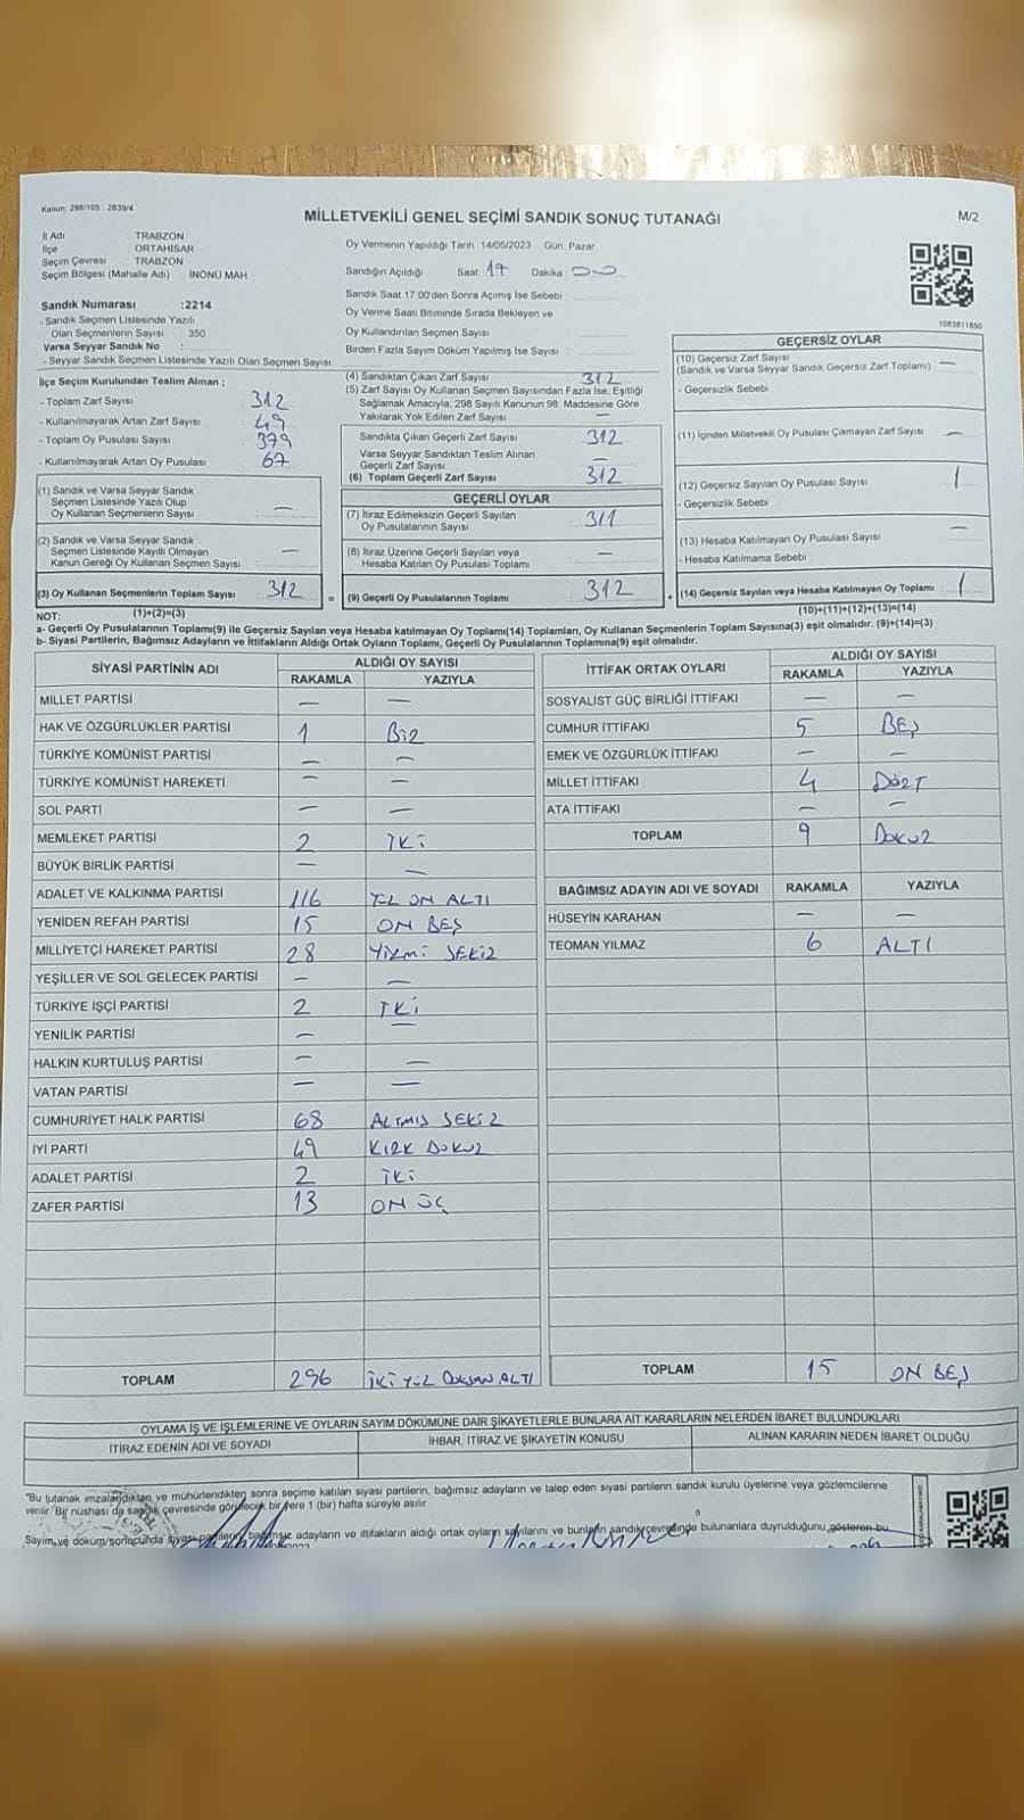 Kanun: 298/105 : 2839/4
MİLLETVEKİLİ GENEL SEÇİMİ SANDIK SONUÇ TUTANAĞI
M/2
İl Adı TRABZON
İlçe ORTAHİSAR
Seçim Çevresi TRABZON
Seçim Bölgesi (Mahalle Adı) İNÖNÜ MAH
Sandık Numarası :2214
- Sandık Seçmen Listesinde Yazılı
Olan Seçmenlerin Sayısı : 350
Varsa Seyyar Sandık No :
- Seyyar Sandık Seçmen Listesinde Yazılı Olan Seçmen Sayısı
Oy Vermenin Yapıldığı Tarih 14/05/2023 Gün: Pazar
Sandığın Açıldığı Saat: 17 Dakika 00
Sandık Saat 17:00'den Sonra Açılmış İse Sebebi
Oy Verme Saati Bitiminde Sırada Bekleyen ve
Oy Kullandırılan Seçmen Sayısı
Birden Fazla Sayım Döküm Yapılmış İse Sayısı
İlçe Seçim Kurulundan Teslim Alınan :
- Toplam Zarf Sayısı 312
- Kullanılmayarak Artan Zarf Sayısı 49
- Toplam Oy Pusulası Sayısı 379
- Kullanılmayarak Artan Oy Pusulası 67
(1) Sandık ve Varsa Seyyar Sandık
Seçmen Listesinde Yazılı Olup
Oy Kullanan Seçmenlerin Sayısı —
(2) Sandık ve Varsa Seyyar Sandık
Seçmen Listesinde Kayıtlı Olmayan
Kanun Gereği Oy Kullanan Seçmen Sayısı —
(3) Oy Kullanan Seçmenlerin Toplam Sayısı 312
(1)+(2)=(3)
(4) Sandıktan Çıkan Zarf Sayısı 312
(5) Zarf Sayısı Oy Kullanan Seçmen Sayısından Fazla İse, Eşitliği
Sağlamak Amacıyla, 298 Sayılı Kanunun 98. Maddesine Göre
Yakılarak Yok Edilen Zarf Sayısı —
Sandıkta Çıkan Geçerli Zarf Sayısı 312
Varsa Seyyar Sandıktan Teslim Alınan
Geçerli Zarf Sayısı —
(6) Toplam Geçerli Zarf Sayısı 312
GEÇERLİ OYLAR
(7) İtiraz Edilmeksizin Geçerli Sayılan
Oy Pusulalarının Sayısı 311
(8) İtiraz Üzerine Geçerli Sayılan veya
Hesaba Katılan Oy Pusulası Toplamı —
= (9) Geçerli Oy Pusulalarının Toplamı 312
GEÇERSİZ OYLAR
(10) Geçersiz Zarf Sayısı
(Sandık ve Varsa Seyyar Sandık Geçersiz Zarf Toplamı) —
- Geçersizlik Sebebi
(11) İçinden Milletvekili Oy Pusulası Çıkmayan Zarf Sayısı —
(12) Geçersiz Sayılan Oy Pusulası Sayısı 1
- Geçersizlik Sebebi
(13) Hesaba Katılmayan Oy Pusulası Sayısı —
- Hesaba Katılmama Sebebi
+ (14) Geçersiz Sayılan veya Hesaba Katılmayan Oy Toplamı 1
(10)+(11)+(12)+(13)=(14)
NOT:
a- Geçerli Oy Pusulalarının Toplamı(9) ile Geçersiz Sayılan veya Hesaba katılmayan Oy Toplamı(14) Toplamları, Oy Kullanan Seçmenlerin Toplam Sayısına(3) eşit olmalıdır. (9)+(14)=(3)
b- Siyasi Partilerin, Bağımsız Adayların ve İttifakların Aldığı Ortak Oyların Toplamı, Geçerli Oy Pusulalarının Toplamına(9) eşit olmalıdır.
SİYASİ PARTİNİN ADI ALDIĞI OY SAYISI
RAKAMLA YAZIYLA
MİLLET PARTİSİ — —
HAK VE ÖZGÜRLÜKLER PARTİSİ 1 Bir
TÜRKİYE KOMÜNİST PARTİSİ — —
TÜRKİYE KOMÜNİST HAREKETİ — —
SOL PARTİ — —
MEMLEKET PARTİSİ 2 İKİ
BÜYÜK BİRLİK PARTİSİ — —
ADALET VE KALKINMA PARTİSİ 116 YÜZ ON ALTI
YENİDEN REFAH PARTİSİ 15 ON BEŞ
MİLLİYETÇİ HAREKET PARTİSİ 28 Yirmi SEKİZ
YEŞİLLER VE SOL GELECEK PARTİSİ — —
TÜRKİYE İŞÇİ PARTİSİ 2 İKİ
YENİLİK PARTİSİ — —
HALKIN KURTULUŞ PARTİSİ — —
VATAN PARTİSİ — —
CUMHURİYET HALK PARTİSİ 68 ALTMIŞ SEKİZ
İYİ PARTİ 49 KIRK DOKUZ
ADALET PARTİSİ 2 İKİ
ZAFER PARTİSİ 13 ON ÜÇ
TOPLAM 296 İKİ YÜZ DOKSAN ALTI
İTTİFAK ORTAK OYLARI ALDIĞI OY SAYISI
RAKAMLA YAZIYLA
SOSYALİST GÜÇ BİRLİĞİ İTTİFAKI — —
CUMHUR İTTİFAKI 5 BEŞ
EMEK VE ÖZGÜRLÜK İTTİFAKI — —
MİLLET İTTİFAKI 4 DÖRT
ATA İTTİFAKI — —
TOPLAM 9 Dokuz
BAĞIMSIZ ADAYIN ADI VE SOYADI RAKAMLA YAZIYLA
HÜSEYİN KARAHAN — —
TEOMAN YILMAZ 6 ALTI
TOPLAM 15 ON BEŞ
OYLAMA İŞ VE İŞLEMLERİNE VE OYLARIN SAYIM DÖKÜMÜNE DAİR ŞİKAYETLERLE BUNLARA AİT KARARLARIN NELERDEN İBARET BULUNDUKLARI
İTİRAZ EDENİN ADI VE SOYADI İHBAR, İTİRAZ VE ŞİKAYETİN KONUSU ALINAN KARARIN NEDEN İBARET OLDUĞU
"Bu tutanak imzalandıktan ve mühürlendikten sonra seçime katılan siyasi partilerin, bağımsız adayların ve talep eden siyasi partilerin sandık kurulu üyelerine veya gözlemcilerine
verilir. Bir nüshası da sandık çevresinde görülecek bir yere 1 (bir) hafta süreyle asılır.
Sayım ve döküm sonucunda siyasi partilerin, bağımsız adayların ve ittifakların aldığı ortak oyların sayılarını ve bunların sandık çevresinde bulunanlara duyrulduğunu gösteren bu